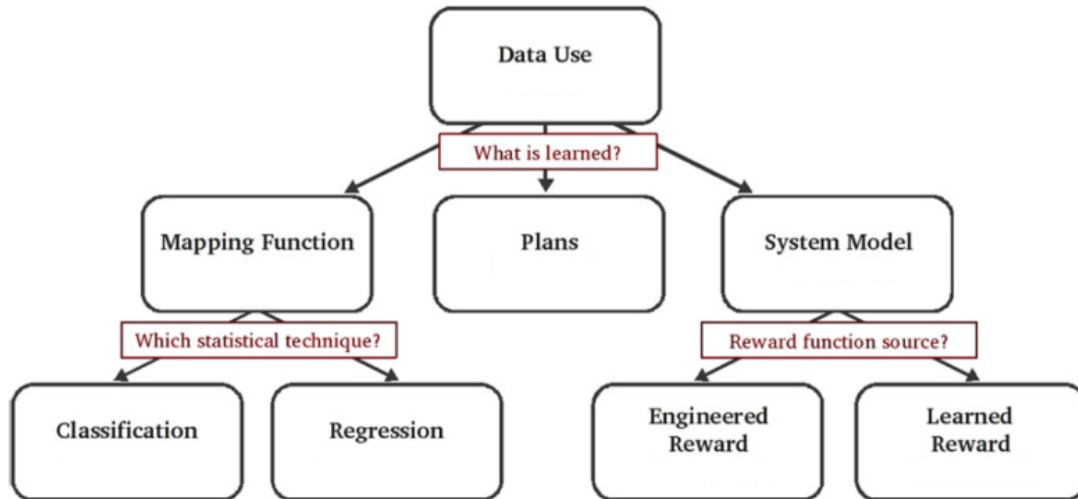 Data Use
What is learned?
Mapping Function
Plans
System Model
Which statistical technique?
Reward function source?
Classification
Regression
Engineered
Reward
Learned
Reward